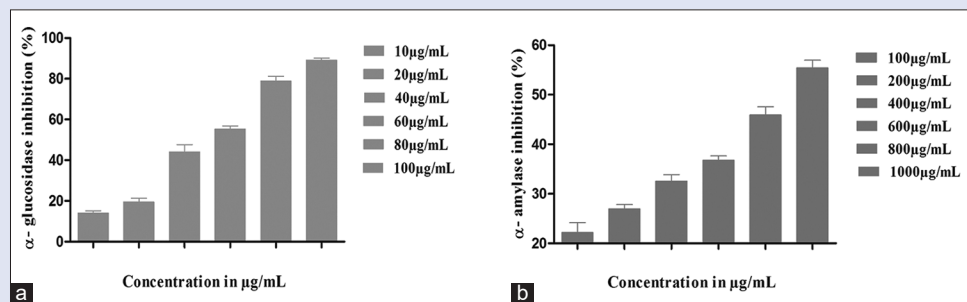 α- glucosidase inhibition (%)
100
80
60
40
20
0
10µg/mL
20µg/mL
40µg/mL
60µg/mL
80µg/mL
100µg/mL
Concentration in µg/mL
a
α- amylase inhibition (%)
60
50
40
30
20
100µg/mL
200µg/mL
400µg/mL
600µg/mL
800µg/mL
1000µg/mL
Concentration in µg/mL
b